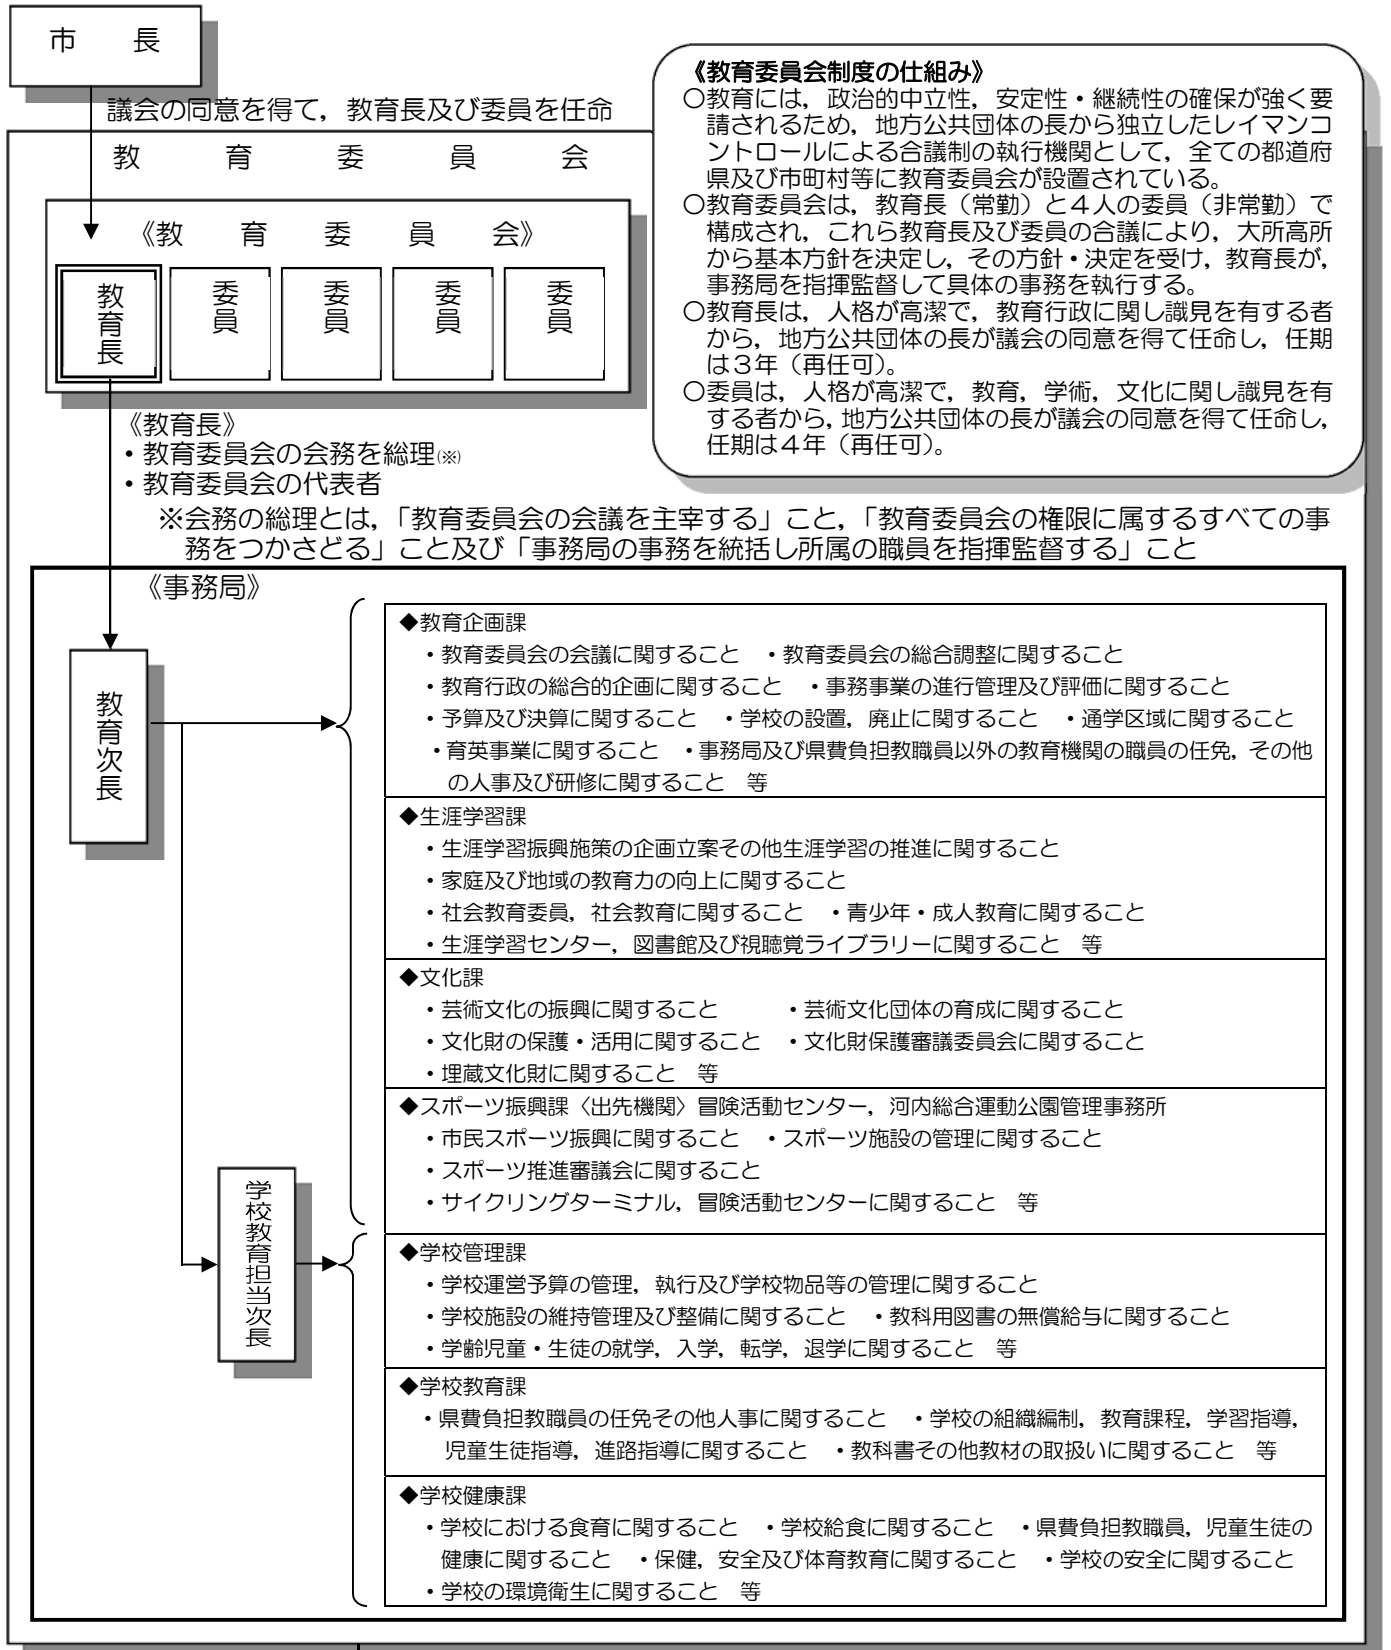 市　　長
議会の同意を得て，教育長及び委員を任命
教　　育　　委　　員　　会
《教　　育　　委　　員　　会》
教育長
委員
委員
委員
委員
《教育委員会制度の仕組み》
○教育には，政治的中立性，安定性・継続性の確保が強く要
請されるため，地方公共団体の長から独立したレイマンコ
ントロールによる合議制の執行機関として，全ての都道府
県及び市町村等に教育委員会が設置されている。
○教育委員会は，教育長（常勤）と４人の委員（非常勤）で
構成され，これら教育長及び委員の合議により，大所高所
から基本方針を決定し，その方針・決定を受け，教育長が，
事務局を指揮監督して具体の事務を執行する。
○教育長は，人格が高潔で，教育行政に関し識見を有する者
から，地方公共団体の長が議会の同意を得て任命し，任期
は３年（再任可）。
○委員は，人格が高潔で，教育，学術，文化に関し識見を有
する者から，地方公共団体の長が議会の同意を得て任命し，
任期は４年（再任可）。
《教育長》
・教育委員会の会務を総理(※)
・教育委員会の代表者
※会務の総理とは，「教育委員会の会議を主宰する」こと，「教育委員会の権限に属するすべての事
務をつかさどる」こと及び「事務局の事務を統括し所属の職員を指揮監督する」こと
《事務局》
教育次長
◆教育企画課
・教育委員会の会議に関すること　・教育委員会の総合調整に関すること
・教育行政の総合的企画に関すること　・事務事業の進行管理及び評価に関すること
・予算及び決算に関すること　・学校の設置，廃止に関すること　・通学区域に関すること
・育英事業に関すること　・事務局及び県費負担教職員以外の教育機関の職員の任免，その他
の人事及び研修に関すること　等
◆生涯学習課
・生涯学習振興施策の企画立案その他生涯学習の推進に関すること
・家庭及び地域の教育力の向上に関すること
・社会教育委員，社会教育に関すること　・青少年・成人教育に関すること
・生涯学習センター，図書館及び視聴覚ライブラリーに関すること　等
◆文化課
・芸術文化の振興に関すること　　　・芸術文化団体の育成に関すること
・文化財の保護・活用に関すること　・文化財保護審議委員会に関すること
・埋蔵文化財に関すること　等
◆スポーツ振興課〈出先機関〉冒険活動センター，河内総合運動公園管理事務所
・市民スポーツ振興に関すること　・スポーツ施設の管理に関すること
・スポーツ推進審議会に関すること
・サイクリングターミナル，冒険活動センターに関すること　等
学校教育担当次長
◆学校管理課
・学校運営予算の管理，執行及び学校物品等の管理に関すること
・学校施設の維持管理及び整備に関すること　・教科用図書の無償給与に関すること
・学齢児童・生徒の就学，入学，転学，退学に関すること　等
◆学校教育課
・県費負担教職員の任免その他人事に関すること　・学校の組織編制，教育課程，学習指導，
児童生徒指導，進路指導に関すること　・教科書その他教材の取扱いに関すること　等
◆学校健康課
・学校における食育に関すること　・学校給食に関すること　・県費負担教職員，児童生徒の
健康に関すること　・保健，安全及び体育教育に関すること　・学校の安全に関すること
・学校の環境衛生に関すること　等